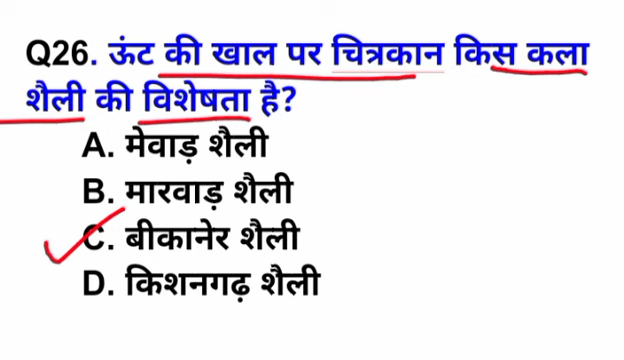 Q26. ऊंट की खाल पर चित्रकान किस कला
शैली की विशेषता है?
A. मेवाड़ शैली
B. मारवाड़ शैली
C. बीकानेर शैली
D. किशनगढ़ शैली